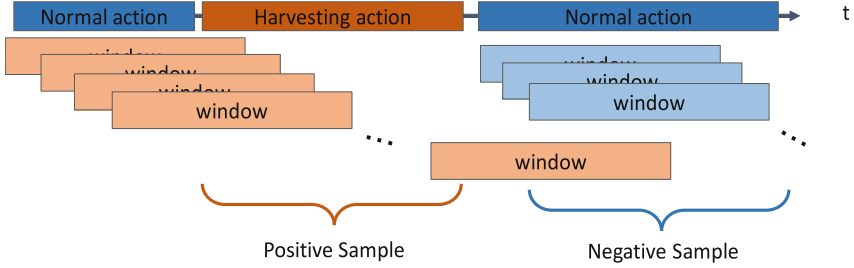 Normal action
Harvesting action
Normal action
t
window
window
window
window
window
window
window
window
Positive Sample
Negative Sample